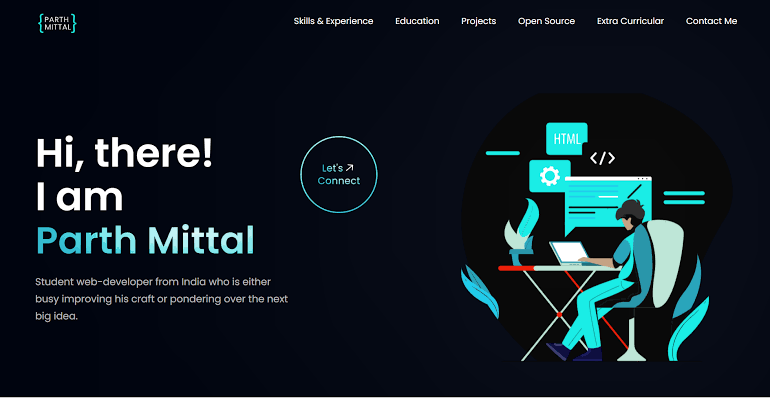 {PARTH
MITTAL}
Skills & Experience Education Projects Open Source Extra Curricular Contact Me
Hi, there!
I am
Parth Mittal
Student web-developer from India who is either
busy improving his craft or pondering over the next
big idea.
Let's ↗
Connect
HTML
</>